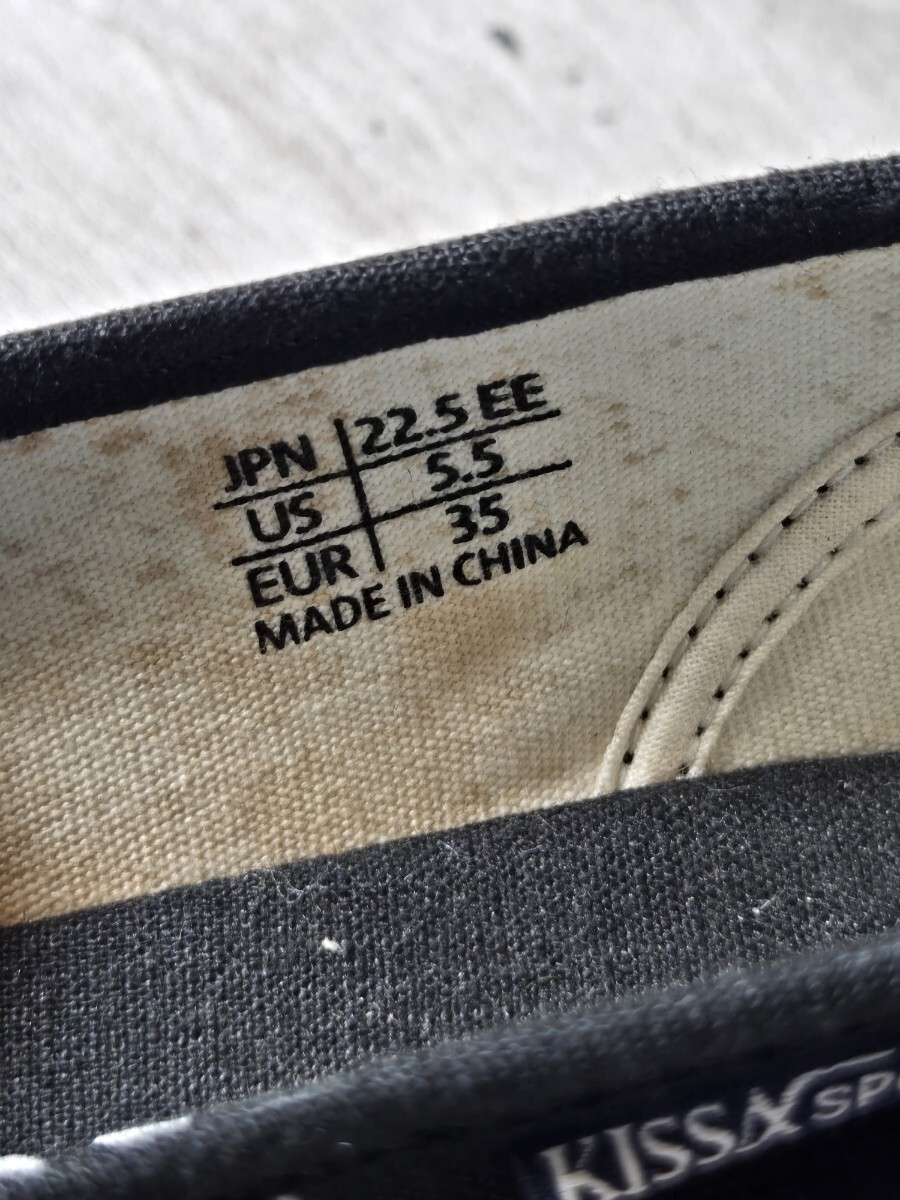 JPN 22.5 EE
US 5.5
EUR 35
MADE IN CHINA
KISSA